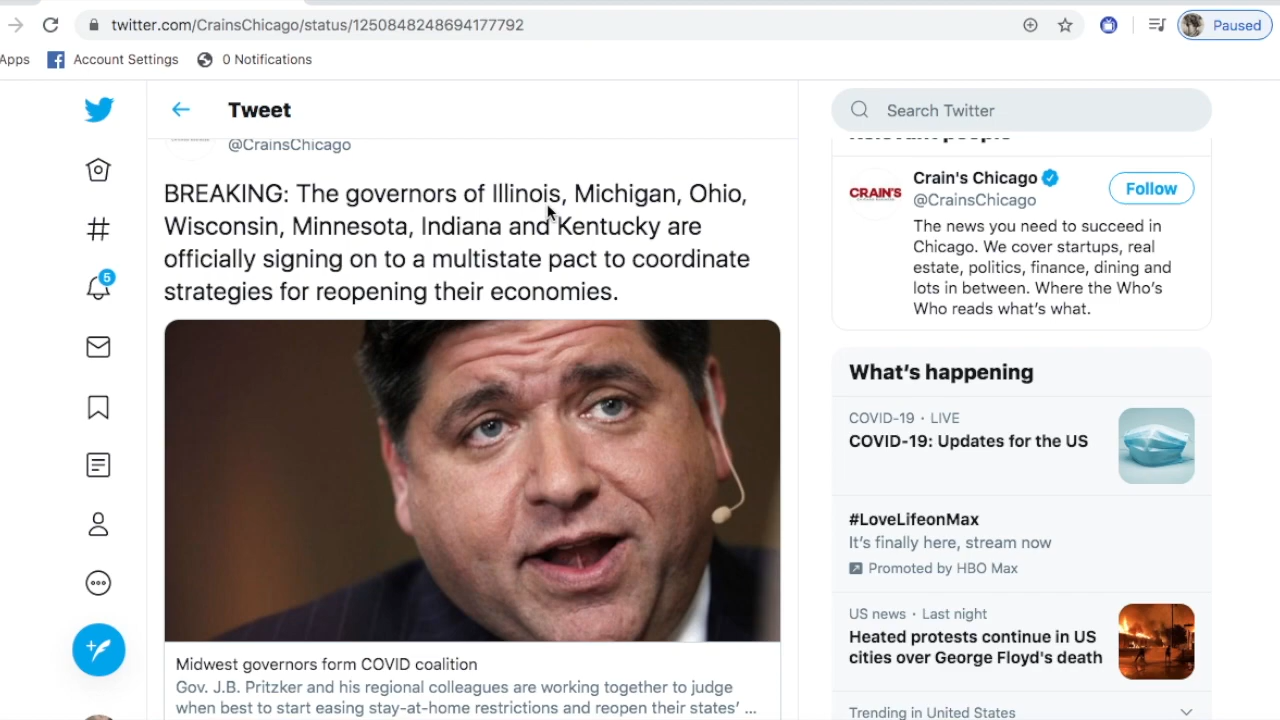 twitter.com/CrainsChicago/status/1250848248694177792
Paused
Apps
Account Settings
0 Notifications
Tweet
Search Twitter
@CrainsChicago
BREAKING: The governors of Illinois, Michigan, Ohio,
Wisconsin, Minnesota, Indiana and Kentucky are
officially signing on to a multistate pact to coordinate
strategies for reopening their economies.
Midwest governors form COVID coalition
Gov. J.B. Pritzker and his regional colleagues are working together to judge
when best to start easing stay-at-home restrictions and reopen their states' ...
5
Relevant people
CRAIN'S
Crain's Chicago
@CrainsChicago
Follow
The news you need to succeed in
Chicago. We cover startups, real
estate, politics, finance, dining and
lots in between. Where the Who's
Who reads what's what.
What's happening
COVID-19 · LIVE
COVID-19: Updates for the US
#LoveLifeonMax
It's finally here, stream now
Promoted by HBO Max
US news · Last night
Heated protests continue in US
cities over George Floyd's death
Trending in United States